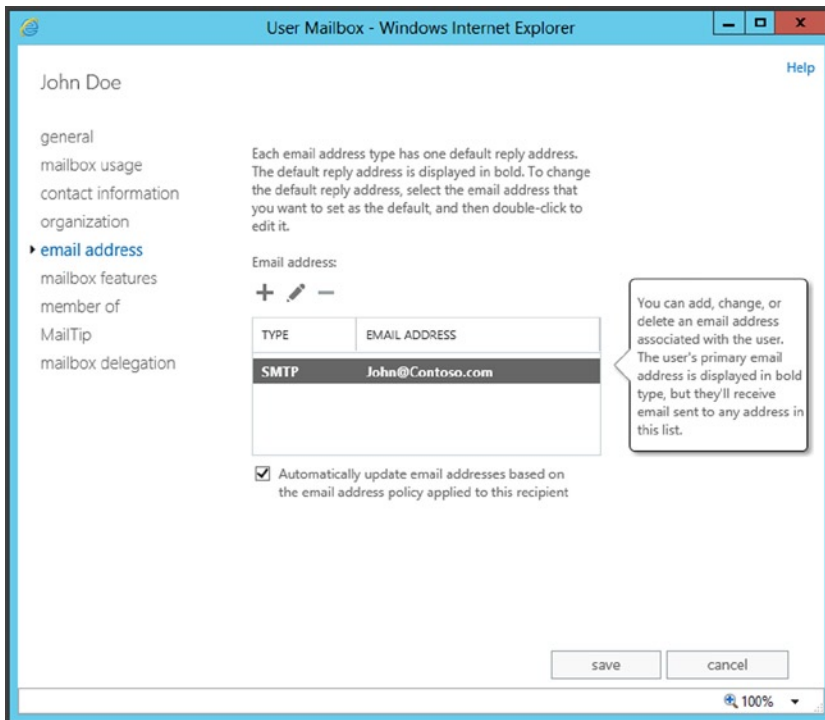 User Mailbox - Windows Internet Explorer
Help
John Doe
general
mailbox usage
contact information
organization
email address
mailbox features
member of
MailTip
mailbox delegation
Each email address type has one default reply address.
The default reply address is displayed in bold. To change
the default reply address, select the email address that
you want to set as the default, and then double-click to
edit it.
Email address:
TYPE EMAIL ADDRESS
SMTP John@Contoso.com
Automatically update email addresses based on
the email address policy applied to this recipient
You can add, change, or
delete an email address
associated with the user.
The user's primary email
address is displayed in bold
type, but they'll receive
email sent to any address in
this list.
save cancel
100%